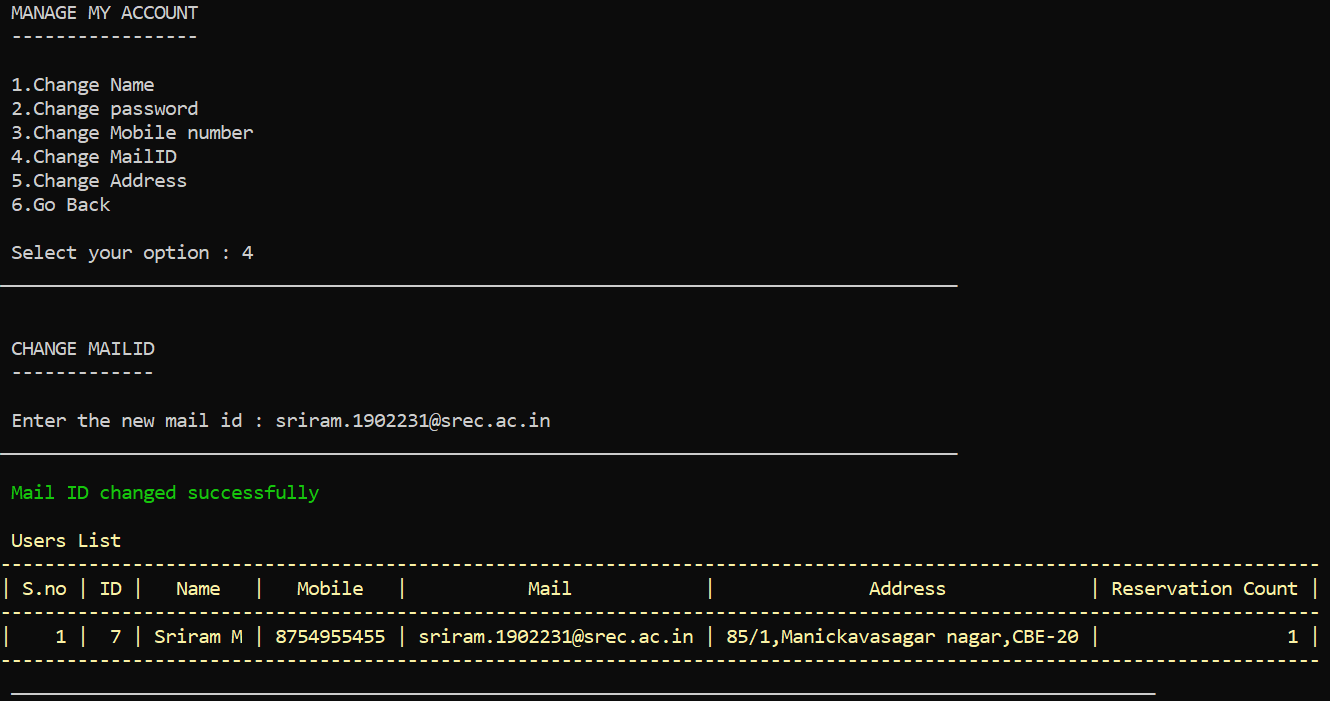 MANAGE MY ACCOUNT
-----------------
1.Change Name
2.Change password
3.Change Mobile number
4.Change MailID
5.Change Address
6.Go Back
Select your option : 4
CHANGE MAILID
-------------
Enter the new mail id : sriram.1902231@srec.ac.in
Mail ID changed successfully
Users List
| S.no | ID | Name | Mobile | Mail | Address | Reservation Count |
| 1 | 7 | Sriram M | 8754955455 | sriram.1902231@srec.ac.in | 85/1,Manickavasagar nagar,CBE-20 | 1 |